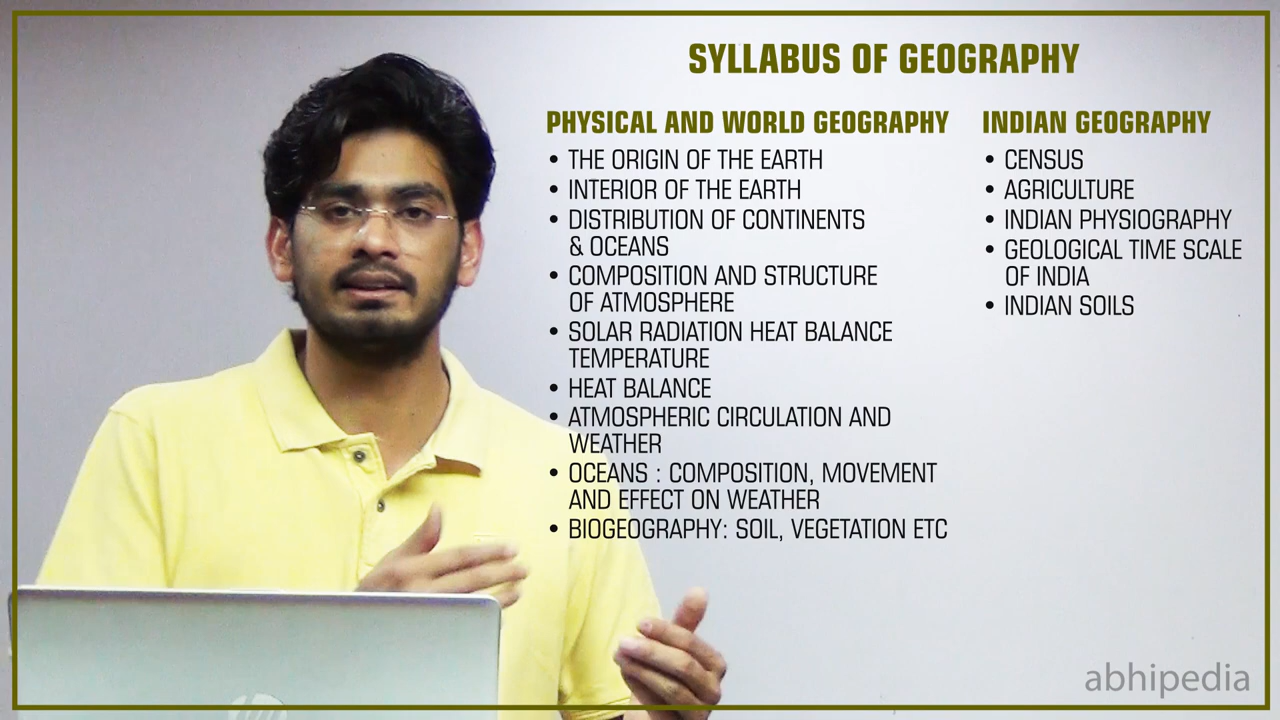 SYLLABUS OF GEOGRAPHY
PHYSICAL AND WORLD GEOGRAPHY
• THE ORIGIN OF THE EARTH
• INTERIOR OF THE EARTH
• DISTRIBUTION OF CONTINENTS
& OCEANS
• COMPOSITION AND STRUCTURE
OF ATMOSPHERE
• SOLAR RADIATION HEAT BALANCE
TEMPERATURE
• HEAT BALANCE
• ATMOSPHERIC CIRCULATION AND
WEATHER
• OCEANS : COMPOSITION, MOVEMENT
AND EFFECT ON WEATHER
• BIOGEOGRAPHY: SOIL, VEGETATION ETC
INDIAN GEOGRAPHY
• CENSUS
• AGRICULTURE
• INDIAN PHYSIOGRAPHY
• GEOLOGICAL TIME SCALE
OF INDIA
• INDIAN SOILS
hp
abhipedia